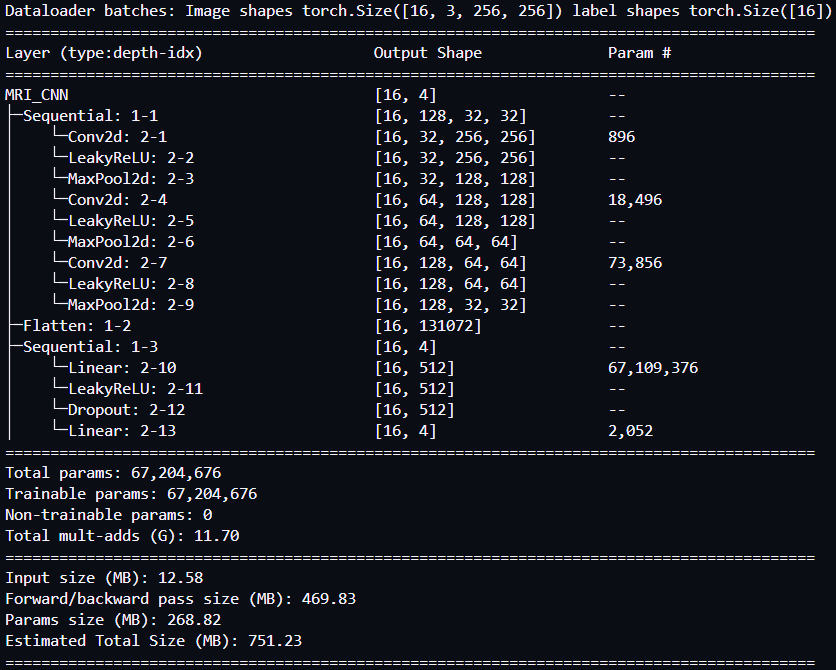 Dataloader batches: Image shapes torch.Size([16, 3, 256, 256]) label shapes torch.Size([16])
==========================================================================================
Layer (type:depth-idx)                   Output Shape              Param #
==========================================================================================
MRI_CNN                                  [16, 4]                   --
├─Sequential: 1-1                        [16, 128, 32, 32]         --
│    └─Conv2d: 2-1                       [16, 32, 256, 256]        896
│    └─LeakyReLU: 2-2                    [16, 32, 256, 256]        --
│    └─MaxPool2d: 2-3                    [16, 32, 128, 128]        --
│    └─Conv2d: 2-4                       [16, 64, 128, 128]        18,496
│    └─LeakyReLU: 2-5                    [16, 64, 128, 128]        --
│    └─MaxPool2d: 2-6                    [16, 64, 64, 64]          --
│    └─Conv2d: 2-7                       [16, 128, 64, 64]         73,856
│    └─LeakyReLU: 2-8                    [16, 128, 64, 64]         --
│    └─MaxPool2d: 2-9                    [16, 128, 32, 32]         --
├─Flatten: 1-2                           [16, 131072]              --
├─Sequential: 1-3                        [16, 4]                   --
│    └─Linear: 2-10                      [16, 512]                 67,109,376
│    └─LeakyReLU: 2-11                   [16, 512]                 --
│    └─Dropout: 2-12                     [16, 512]                 --
│    └─Linear: 2-13                      [16, 4]                   2,052
==========================================================================================
Total params: 67,204,676
Trainable params: 67,204,676
Non-trainable params: 0
Total mult-adds (G): 11.70
==========================================================================================
Input size (MB): 12.58
Forward/backward pass size (MB): 469.83
Params size (MB): 268.82
Estimated Total Size (MB): 751.23
==========================================================================================